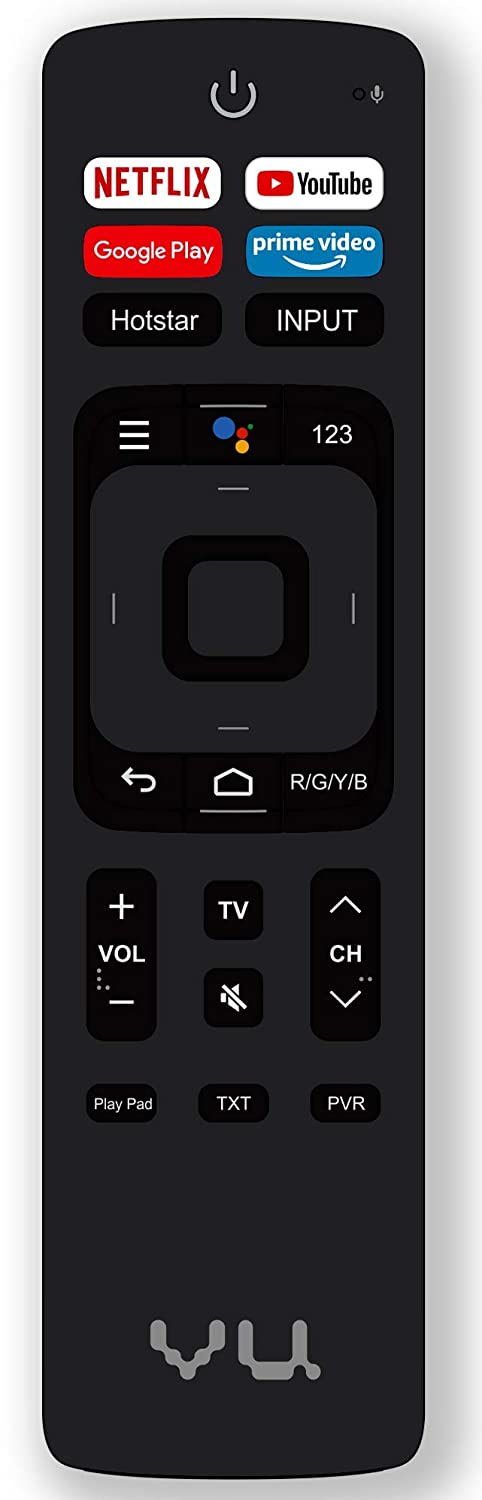 NETFLIX YouTube
Google Play prime video
Hotstar INPUT
123
R/G/Y/B
+ TV
VOL CH
−
Play Pad TXT PVR
vu